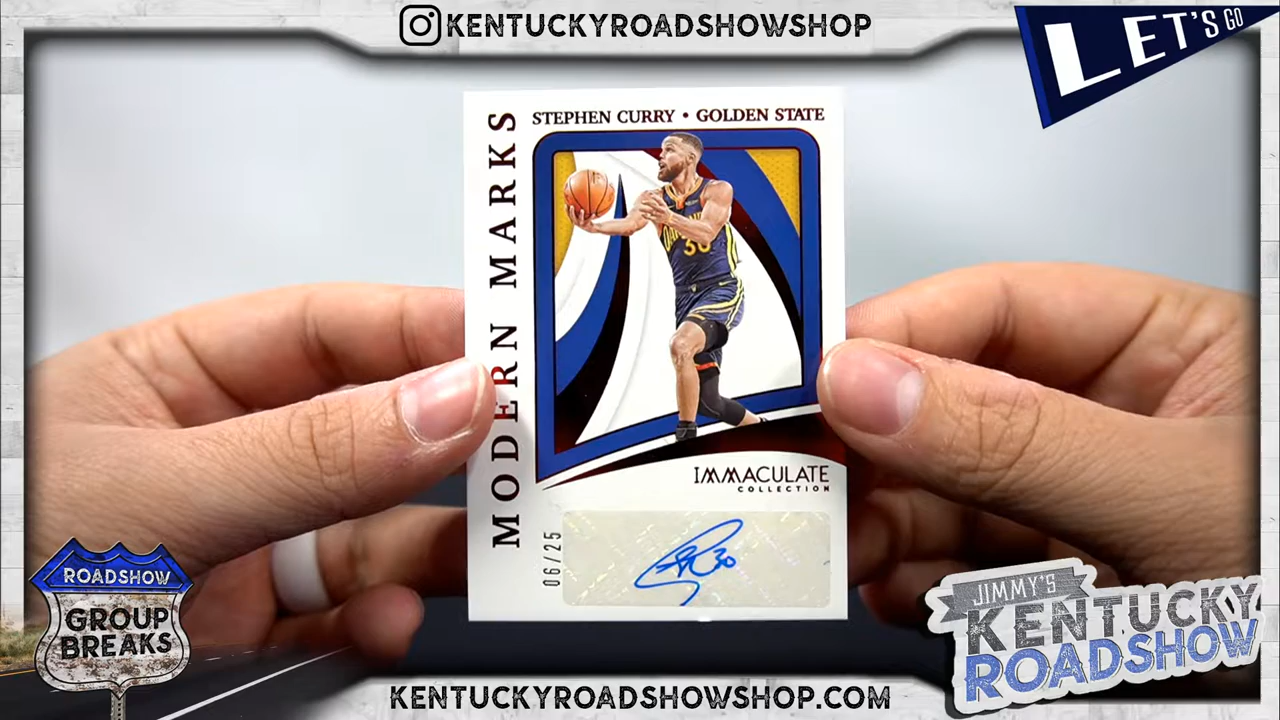 KENTUCKYROADSHOWSHOP
LET'S GO
STEPHEN CURRY • GOLDEN STATE
MODERN MARKS
30
IMMACULATE
COLLECTION
06/25
ROADSHOW
GROUP
BREAKS
JIMMY'S
KENTUCKY
ROADSHOW
KENTUCKYROADSHOWSHOP.COM